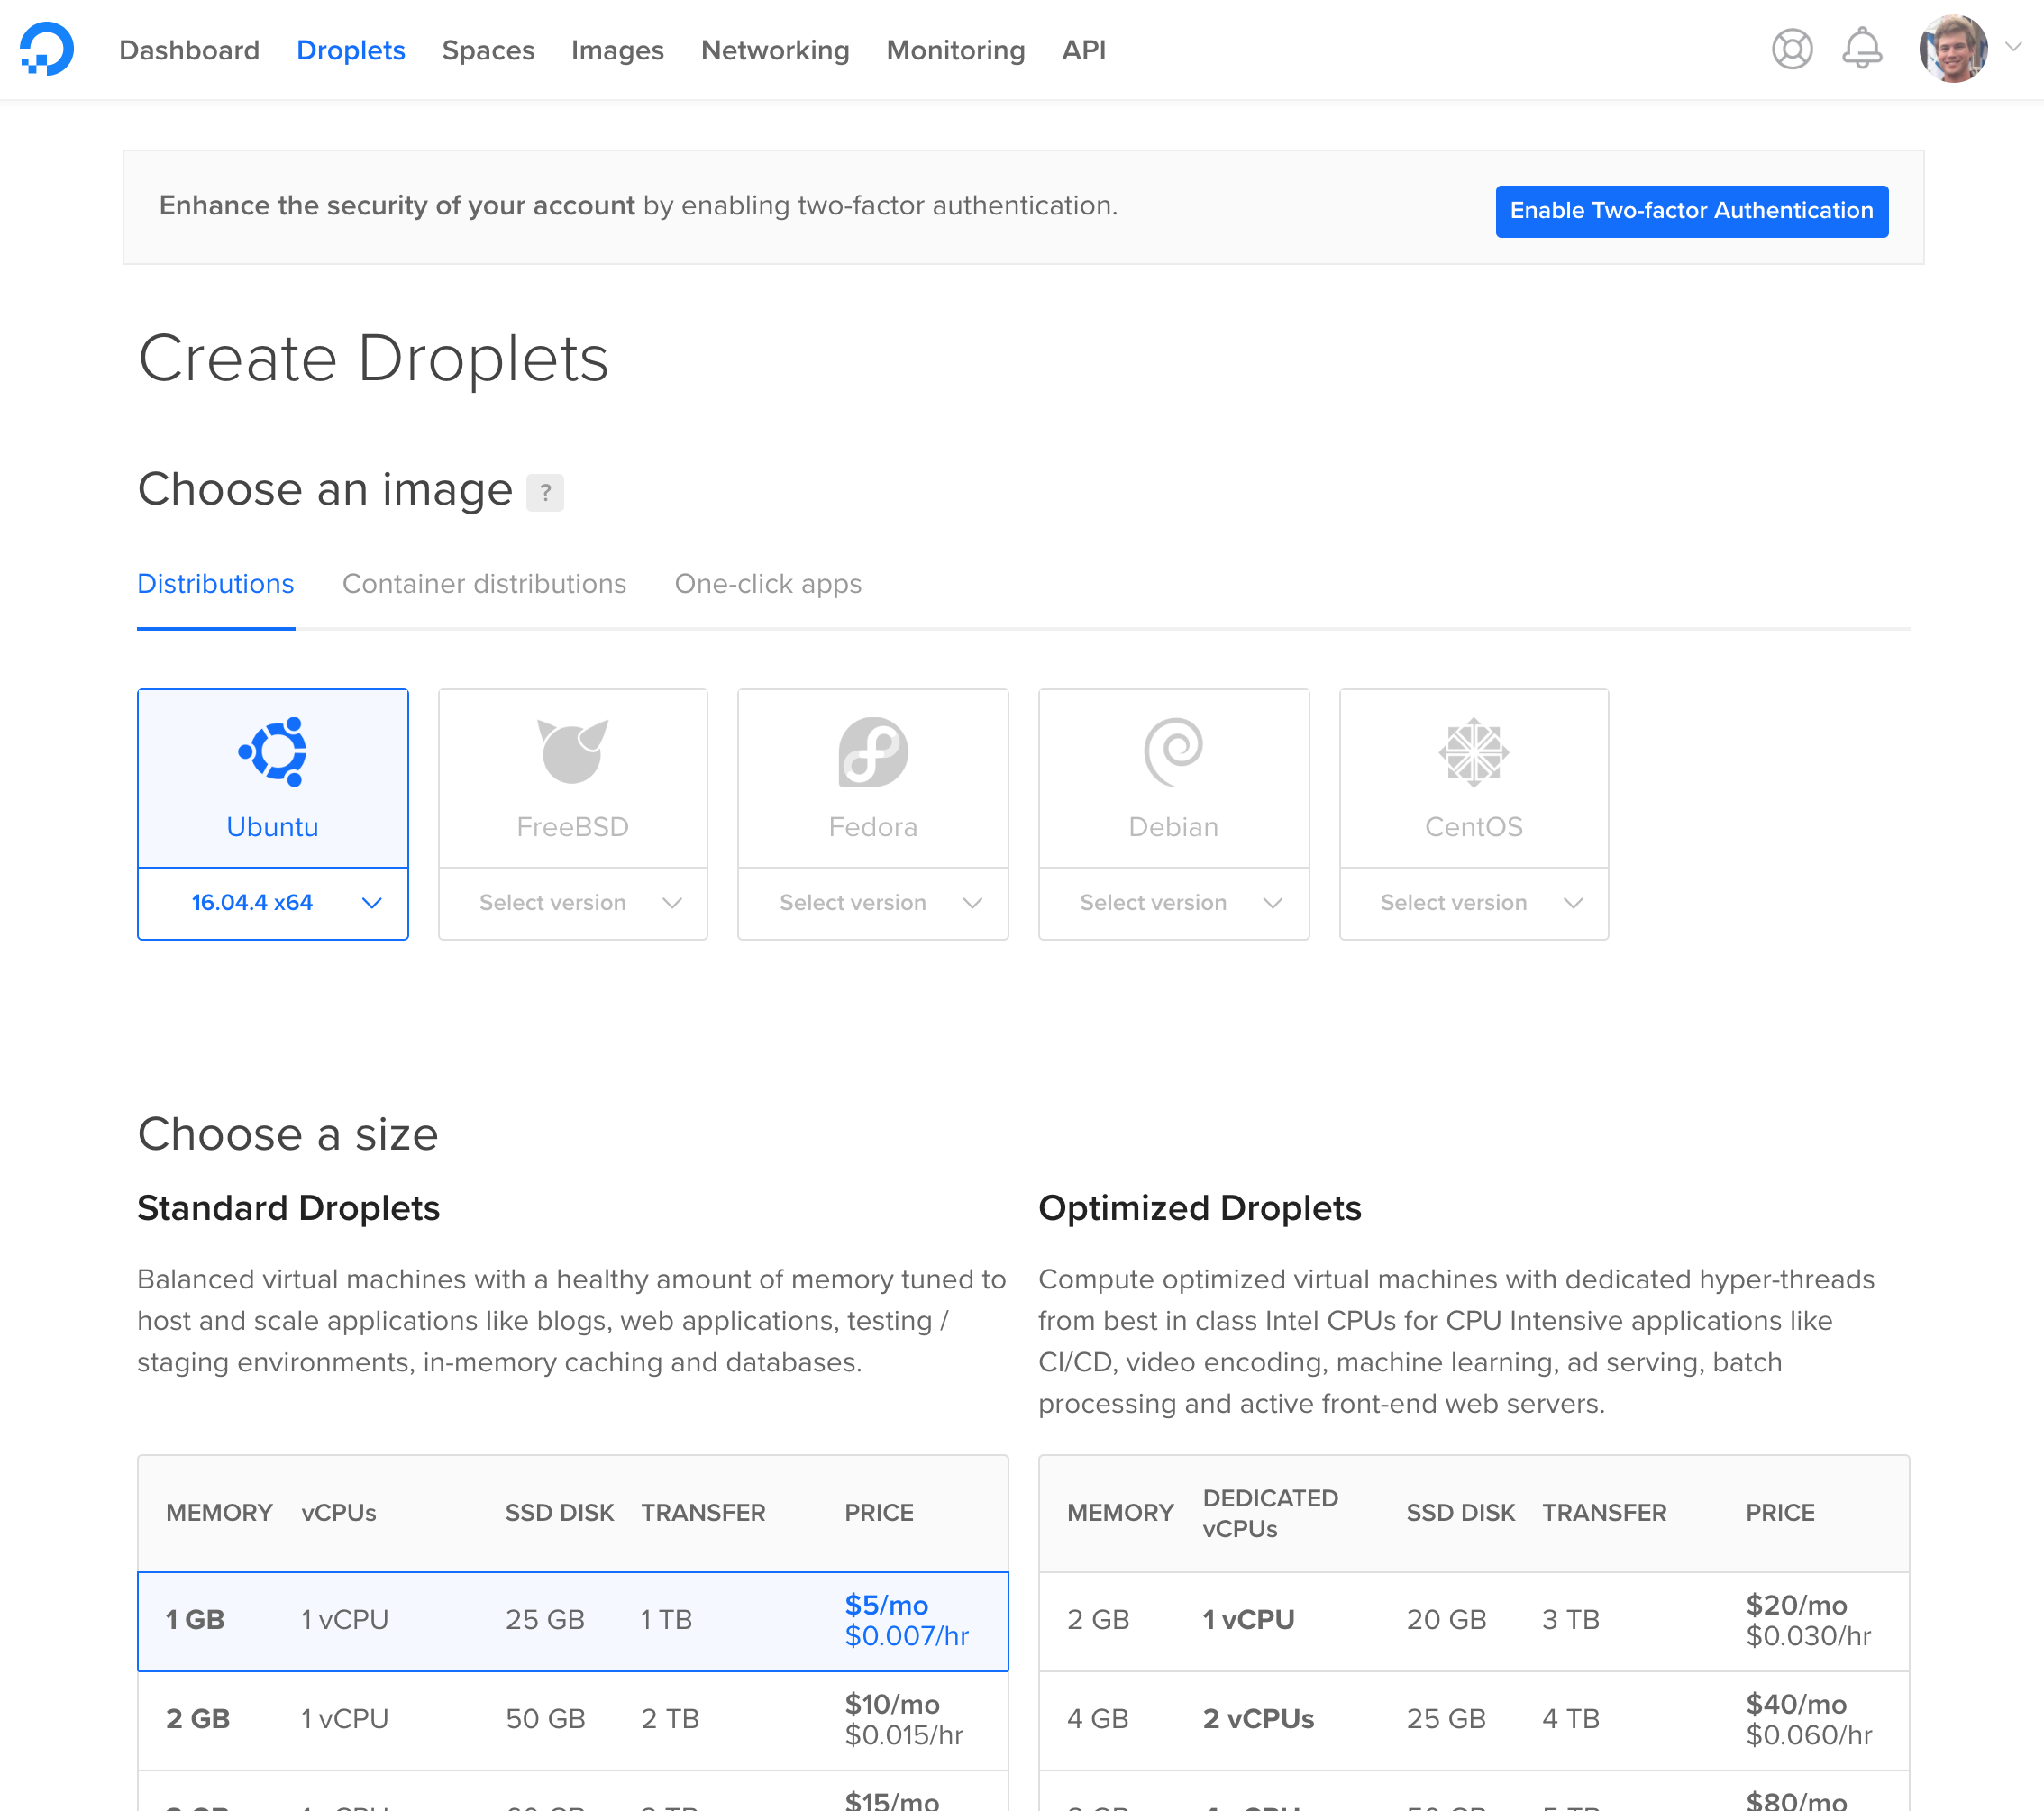 Dashboard Droplets Spaces Images Networking Monitoring API
Enhance the security of your account by enabling two-factor authentication.
Enable Two-factor Authentication
Create Droplets
Choose an image ?
Distributions Container distributions One-click apps
Ubuntu FreeBSD Fedora Debian CentOS
16.04.4 x64 Select version Select version Select version Select version
Choose a size
Standard Droplets
Balanced virtual machines with a healthy amount of memory tuned to
host and scale applications like blogs, web applications, testing /
staging environments, in-memory caching and databases.
MEMORY vCPUs SSD DISK TRANSFER PRICE
1 GB 1 vCPU 25 GB 1 TB $5/mo
$0.007/hr
2 GB 1 vCPU 50 GB 2 TB $10/mo
$0.015/hr
$15/mo
Optimized Droplets
Compute optimized virtual machines with dedicated hyper-threads
from best in class Intel CPUs for CPU Intensive applications like
CI/CD, video encoding, machine learning, ad serving, batch
processing and active front-end web servers.
MEMORY DEDICATED
vCPUs SSD DISK TRANSFER PRICE
2 GB 1 vCPU 20 GB 3 TB $20/mo
$0.030/hr
4 GB 2 vCPUs 25 GB 4 TB $40/mo
$0.060/hr
$80/mo